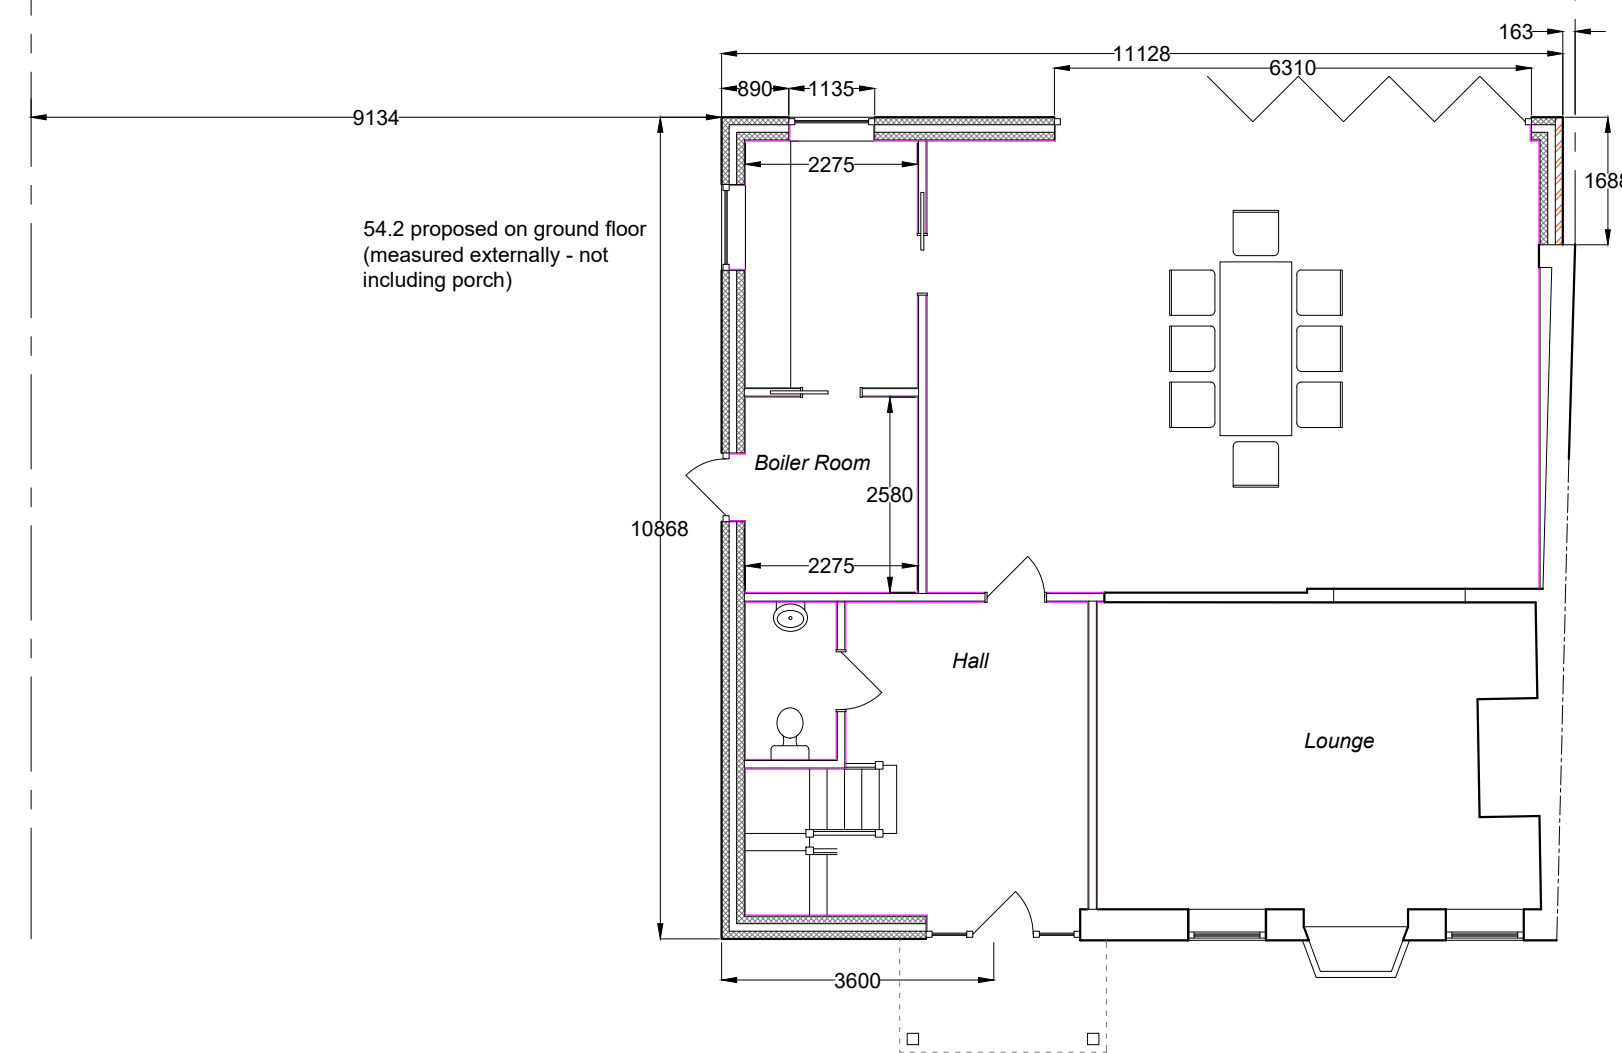 163
11128
6310
890
1135
9134
2275
1688
54.2 proposed on ground floor
(measured externally - not
including porch)
Boiler Room
2580
10868
2275
Hall
Lounge
3600